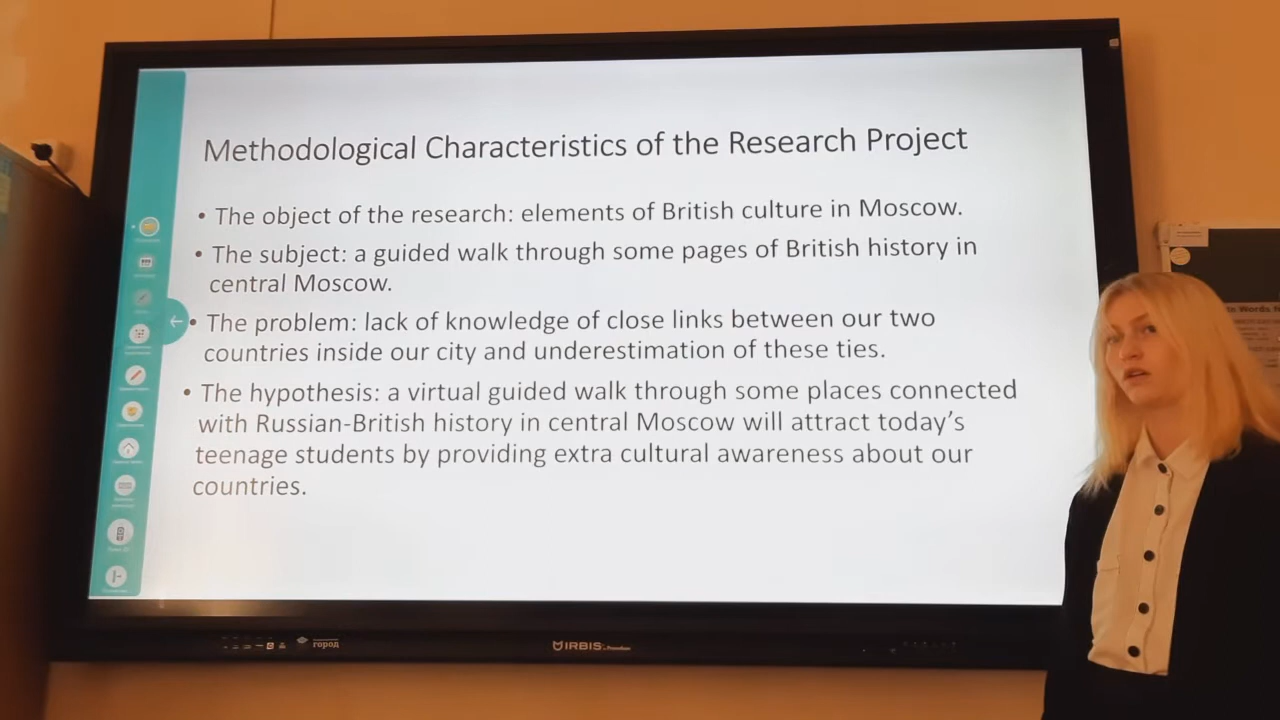 Methodological Characteristics of the Research Project
• The object of the research: elements of British culture in Moscow.
• The subject: a guided walk through some pages of British history in
central Moscow.
• The problem: lack of knowledge of close links between our two
countries inside our city and underestimation of these ties.
• The hypothesis: a virtual guided walk through some places connected
with Russian-British history in central Moscow will attract today's
teenage students by providing extra cultural awareness about our
countries.
город
IRBIS